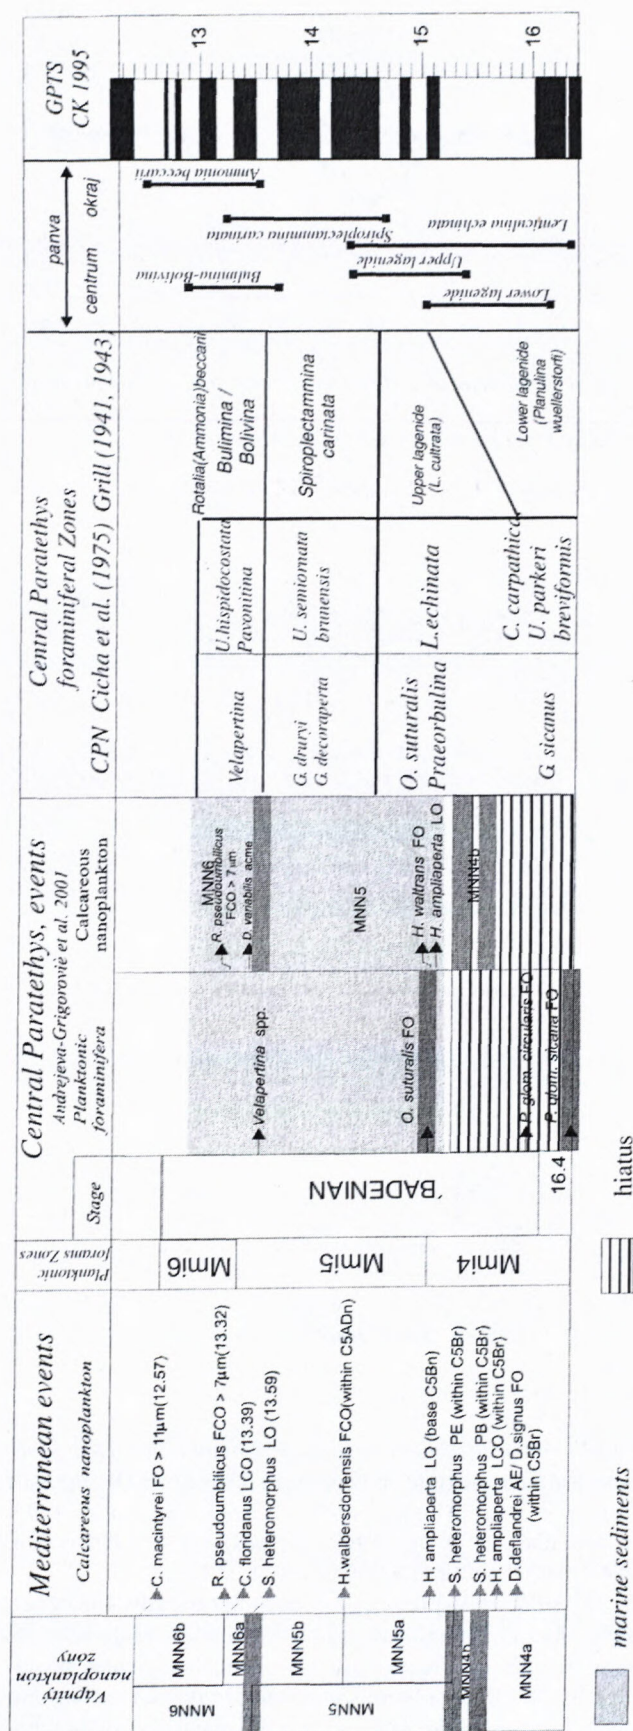 Vápnitý
nanoplanktón
zóny
MNN6
MNN5
MNN6b
MNN6a
MNN5b
MNN5a
MNN4b
MNN4a
Mediterranean events
Calcareous nanoplankton
C. macintyrei FO > 11µm(12.57)
R. pseudoumbilicus FCO > 7µm(13.32)
C. floridanus LCO (13.39)
S. heteromorphus LO (13.59)
H.walbersdorfensis FCO(within C5ADn)
H. ampliaperta LO (base C5Bn)
S. heteromorphus PE (within C5Br)
S. heteromorphus PB (within C5Br)
H. ampliaperta LCO (within C5Br)
D.deflandrei AE/ D.signus FO
(within C5Br)
Planktonic
forams Zones
Mmi6
Mmi5
Mmi4
Central Paratethys, events
Andrejeva-Grigorovič et al. 2001
Stage
´BADENIAN
16.4
Planktonic
foraminifera
Velapertina spp.
O. suturalis FO
P. glom. circularis FO
P. glom. sicana FO
Calcareous
nanoplankton
MNN6
R. pseudoumbilicus
FCO > 7 µm
D. variabilis acme
MNN5
H. waltrans FO
H. ampliaperta LO
MNN4b
Central Paratethys
foraminiferal Zones
CPN Cicha et al. (1975) Grill (1941, 1943)
Velapertina
G. druryi
G. decoraperta
O. suturalis
Praeorbulina
G. sicanus
U.hispidocostata
Pavonitina
U. semiornata
brunensis
L.echinata
C. carpathica
U. parkeri
breviformis
Rotalia(Ammonia)beccarii
Bulimina /
Bolivina
Spiroplectammina
carinata
Upper lagenide
(L. cultrata)
Lower lagenide
(Planulina
wuellerstorfi)
panva
centrum okraj
Bulimina-Bolivina
Ammonia beccarii
Spiroplectammina carinata
Upper lagenide
Lenticulina echinata
Lower lagenide
GPTS
CK 1995
13
14
15
16
marine sediments
hiatus